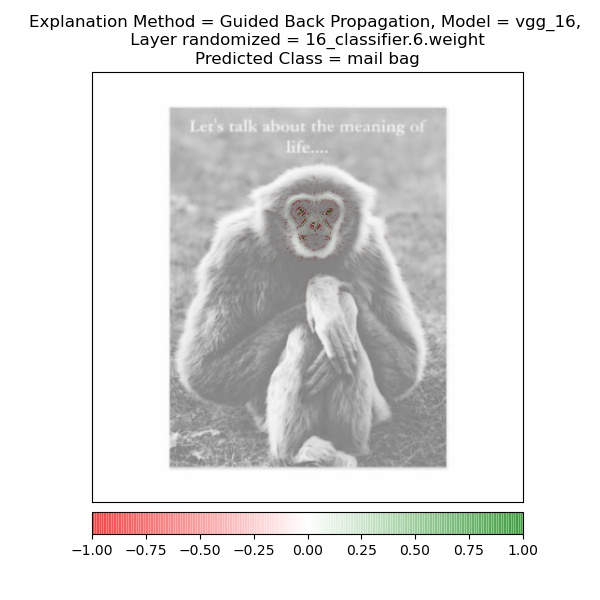 Explanation Method = Guided Back Propagation, Model = vgg_16,
Layer randomized = 16_classifier.6.weight
Predicted Class = mail bag
Let's talk about the meaning of
life....
−1.00 −0.75 −0.50 −0.25 0.00 0.25 0.50 0.75 1.00